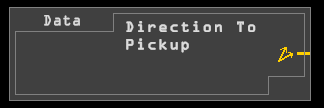 Data
Direction To
Pickup